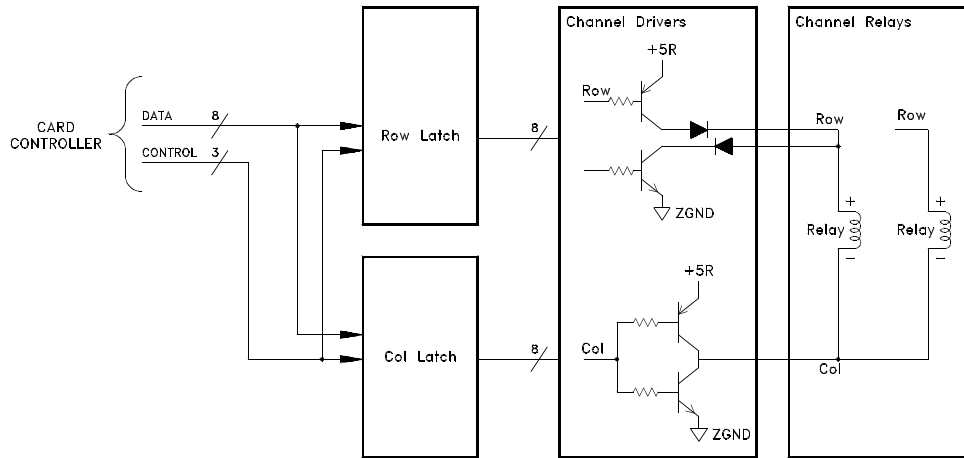 Channel Drivers
Channel Relays
+5R
Row
Row
Row
CARD
CONTROLLER
DATA
8
CONTROL
3
Row Latch
8
ZGND
+
+
Relay
Relay
-
-
+5R
Col Latch
8
Col
Col
ZGND